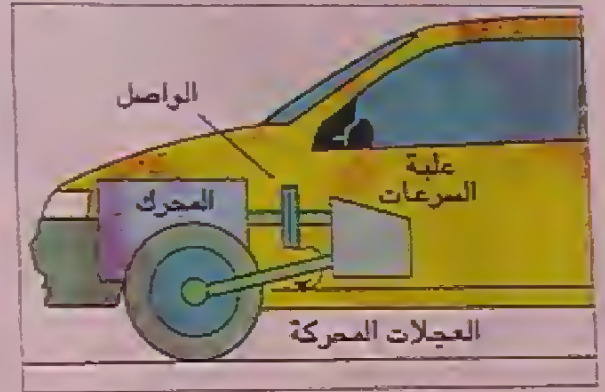 الواصل
علبة
السرعات
المحرك
العجلات المحركة